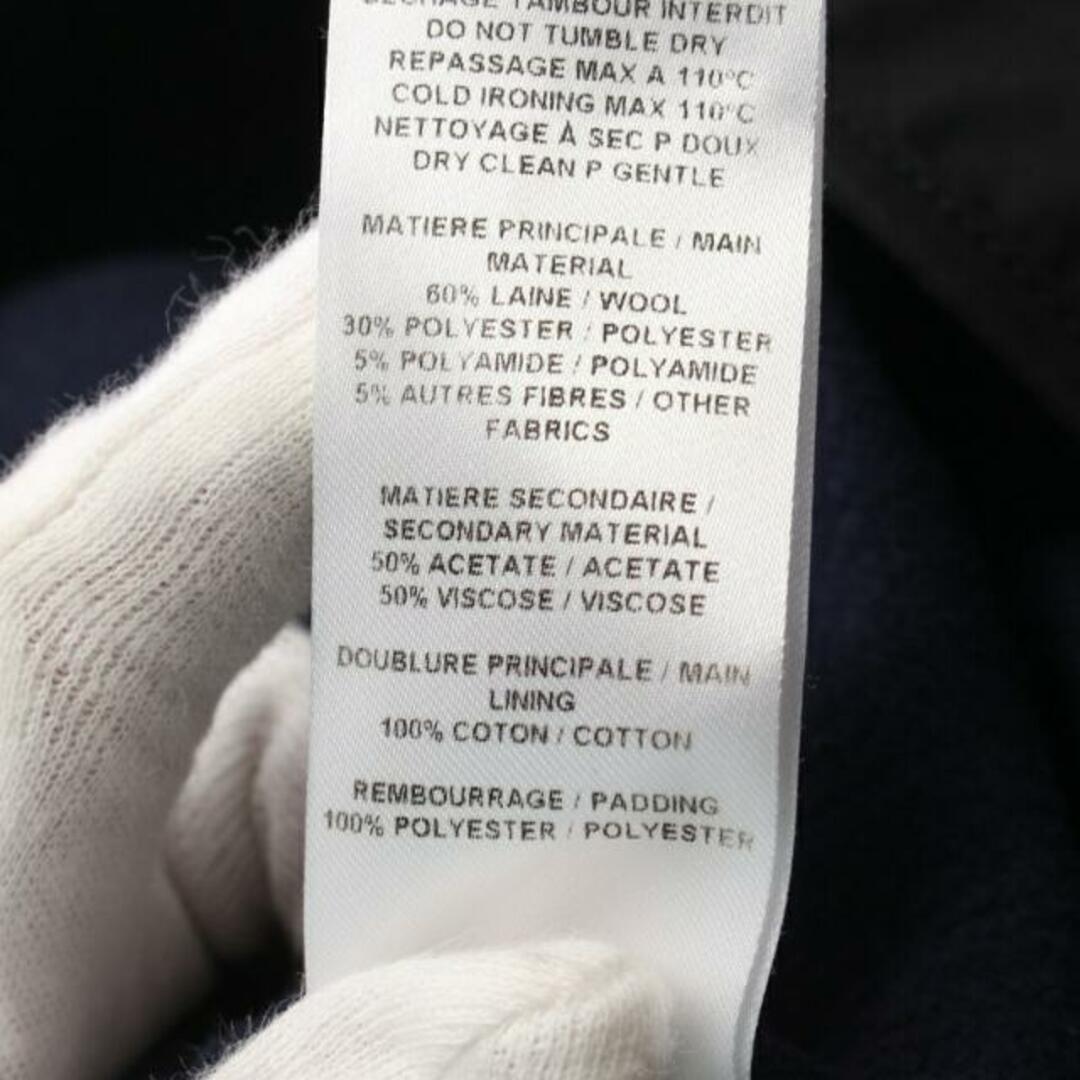 SECHAGE TAMBOUR INTERDIT
DO NOT TUMBLE DRY
REPASSAGE MAX A 110°C
COLD IRONING MAX 110°C
NETTOYAGE À SEC P DOUX
DRY CLEAN P GENTLE
MATIERE PRINCIPALE / MAIN
MATERIAL
60% LAINE / WOOL
30% POLYESTER / POLYESTER
5% POLYAMIDE / POLYAMIDE
5% AUTRES FIBRES / OTHER
FABRICS
MATIERE SECONDAIRE /
SECONDARY MATERIAL
50% ACETATE / ACETATE
50% VISCOSE / VISCOSE
DOUBLURE PRINCIPALE / MAIN
LINING
100% COTON / COTTON
REMBOURRAGE / PADDING
100% POLYESTER / POLYESTER